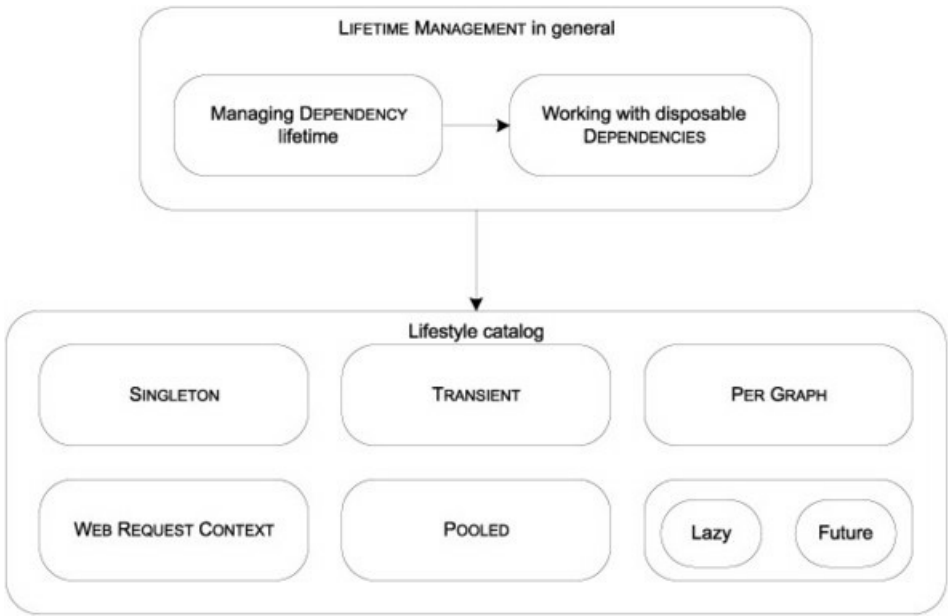 LIFETIME MANAGEMENT in general
Managing DEPENDENCY
lifetime
Working with disposable
DEPENDENCIES
Lifestyle catalog
SINGLETON
TRANSIENT
PER GRAPH
WEB REQUEST CONTEXT
POOLED
Lazy
Future